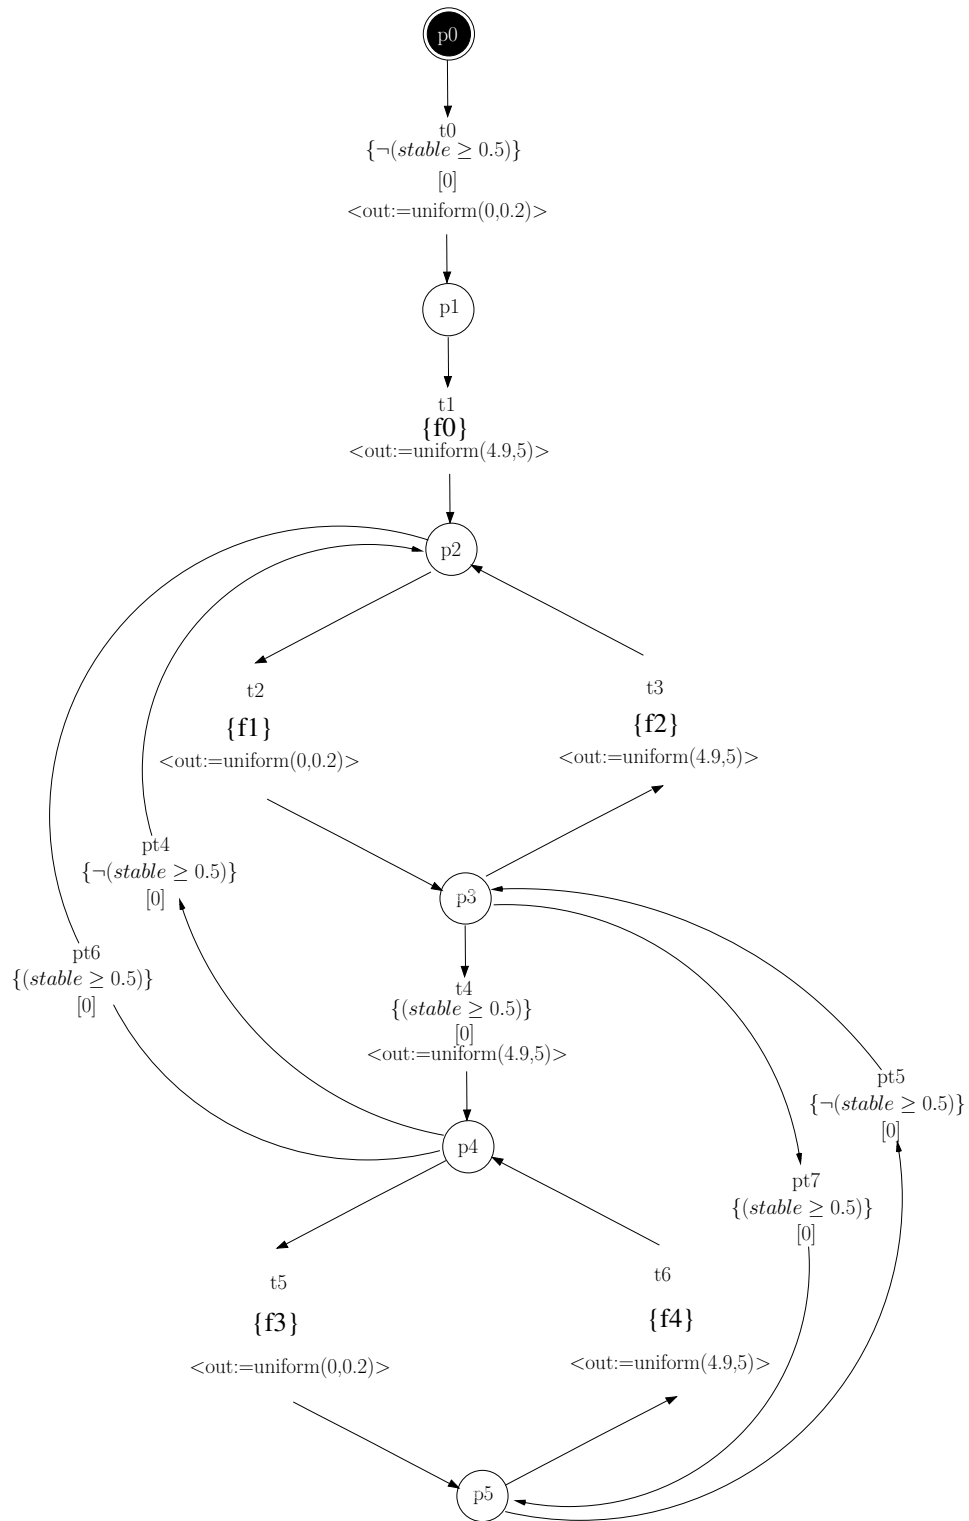 p0
t0
{¬(stable ≥ 0.5)}
[0]
<out:=uniform(0,0.2)>
p1
t1
{f0}
<out:=uniform(4.9,5)>
p2
t2
{f1}
<out:=uniform(0,0.2)>
t3
{f2}
<out:=uniform(4.9,5)>
pt4
{¬(stable ≥ 0.5)}
[0]
p3
pt6
{(stable ≥ 0.5)}
[0]
t4
{(stable ≥ 0.5)}
[0]
<out:=uniform(4.9,5)>
pt5
{¬(stable ≥ 0.5)}
[0]
p4
pt7
{(stable ≥ 0.5)}
[0]
t5
{f3}
<out:=uniform(0,0.2)>
t6
{f4}
<out:=uniform(4.9,5)>
p5